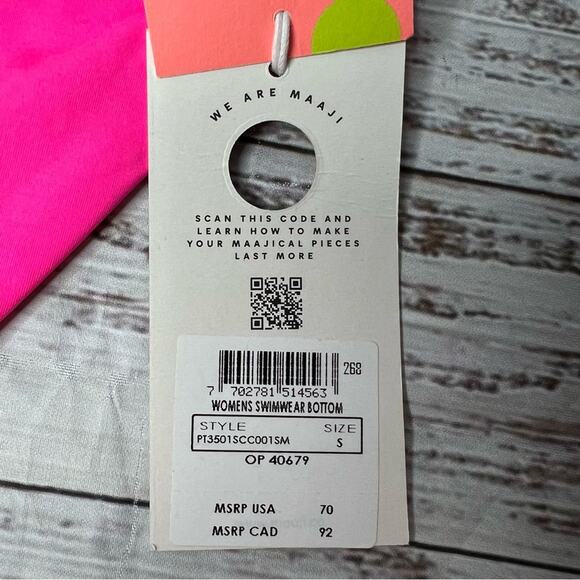 WE ARE MAAJI
SCAN THIS CODE AND
LEARN HOW TO MAKE
YOUR MAAJICAL PIECES
LAST MORE
268
7 702781 514563
WOMENS SWIMWEAR BOTTOM
STYLE SIZE
PT3501SCC001SM S
OP 40679
MSRP USA 70
MSRP CAD 92